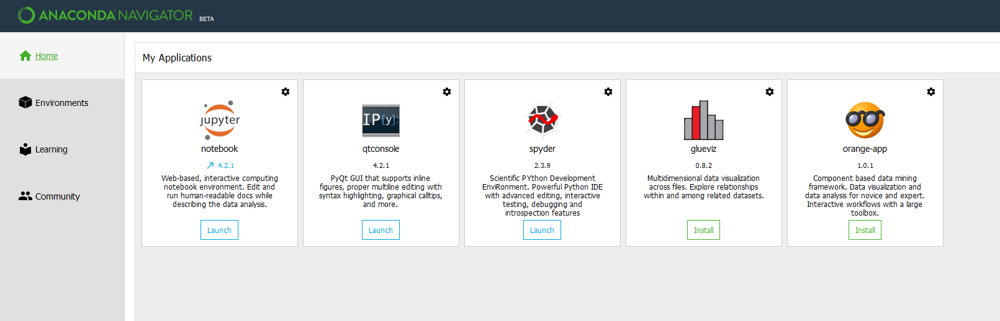 ANACONDA NAVIGATOR BETA
Home
Environments
Learning
Community
My Applications
jupyter
notebook
4.2.1
Web-based, interactive computing
notebook environment. Edit and
run human-readable docs while
describing the data analysis.
Launch
IP[y]:
qtconsole
4.2.1
PyQt GUI that supports inline
figures, proper multiline editing with
syntax highlighting, graphical calltips,
and more.
Launch
spyder
2.3.9
Scientific PYthon Development
EnviRonment. Powerful Python IDE
with advanced editing, interactive
testing, debugging and
introspection features
Launch
glueviz
0.8.2
Multidimensional data visualization
across files. Explore relationships
within and among related datasets.
Install
orange-app
1.0.1
Component based data mining
framework. Data visualization and
data analysis for novice and expert.
Interactive workflows with a large
toolbox.
Install